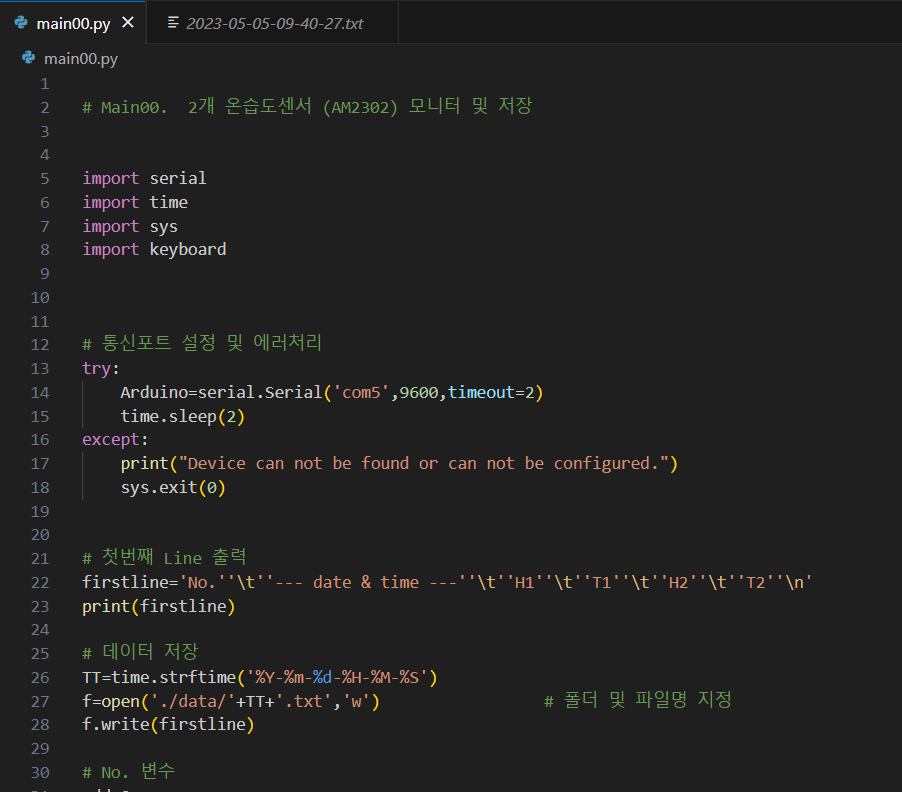 main00.py
2023-05-05-09-40-27.txt
main00.py
1
2 # Main00.  2개 온습도센서 (AM2302) 모니터 및 저장
3
4
5 import serial
6 import time
7 import sys
8 import keyboard
9
10
11
12 # 통신포트 설정 및 에러처리
13 try:
14     Arduino=serial.Serial('com5',9600,timeout=2)
15     time.sleep(2)
16 except:
17     print("Device can not be found or can not be configured.")
18     sys.exit(0)
19
20
21 # 첫번째 Line 출력
22 firstline='No.''\t''--- date & time ---''\t''H1''\t''T1''\t''H2''\t''T2''\n'
23 print(firstline)
24
25 # 데이터 저장
26 TT=time.strftime('%Y-%m-%d-%H-%M-%S')
27 f=open('./data/'+TT+'.txt','w')                 # 폴더 및 파일명 지정
28 f.write(firstline)
29
30 # No. 변수